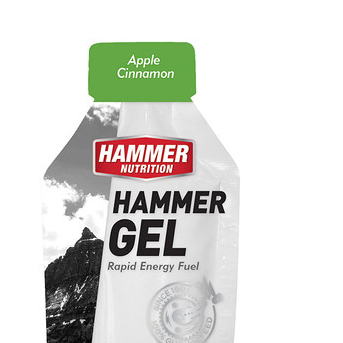 Apple
Cinnamon
HAMMER
NUTRITION
HAMMER
GEL
Rapid Energy Fuel